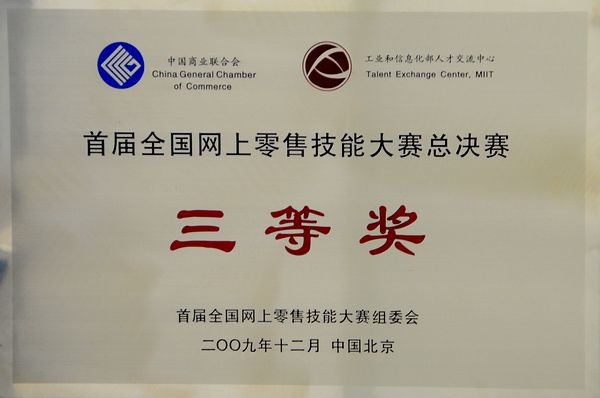 中国商业联合会
China General Chamber
of Commerce
工业和信息化部人才交流中心
Talent Exchange Center, MIIT
首届全国网上零售技能大赛总决赛
三等奖
首届全国网上零售技能大赛组委会
二〇〇九年十二月 中国北京